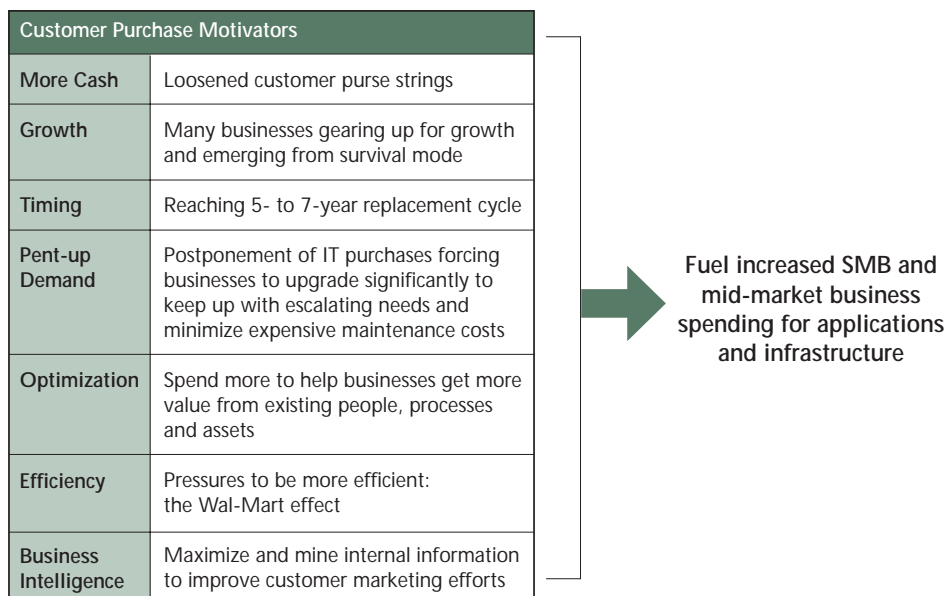 Customer Purchase Motivators
More Cash
Loosened customer purse strings
Growth
Many businesses gearing up for growth
and emerging from survival mode
Timing
Reaching 5- to 7-year replacement cycle
Pent-up
Demand
Postponement of IT purchases forcing
businesses to upgrade significantly to
keep up with escalating needs and
minimize expensive maintenance costs
Optimization
Spend more to help businesses get more
value from existing people, processes
and assets
Efficiency
Pressures to be more efficient:
the Wal-Mart effect
Business
Intelligence
Maximize and mine internal information
to improve customer marketing efforts
Fuel increased SMB and
mid-market business
spending for applications
and infrastructure